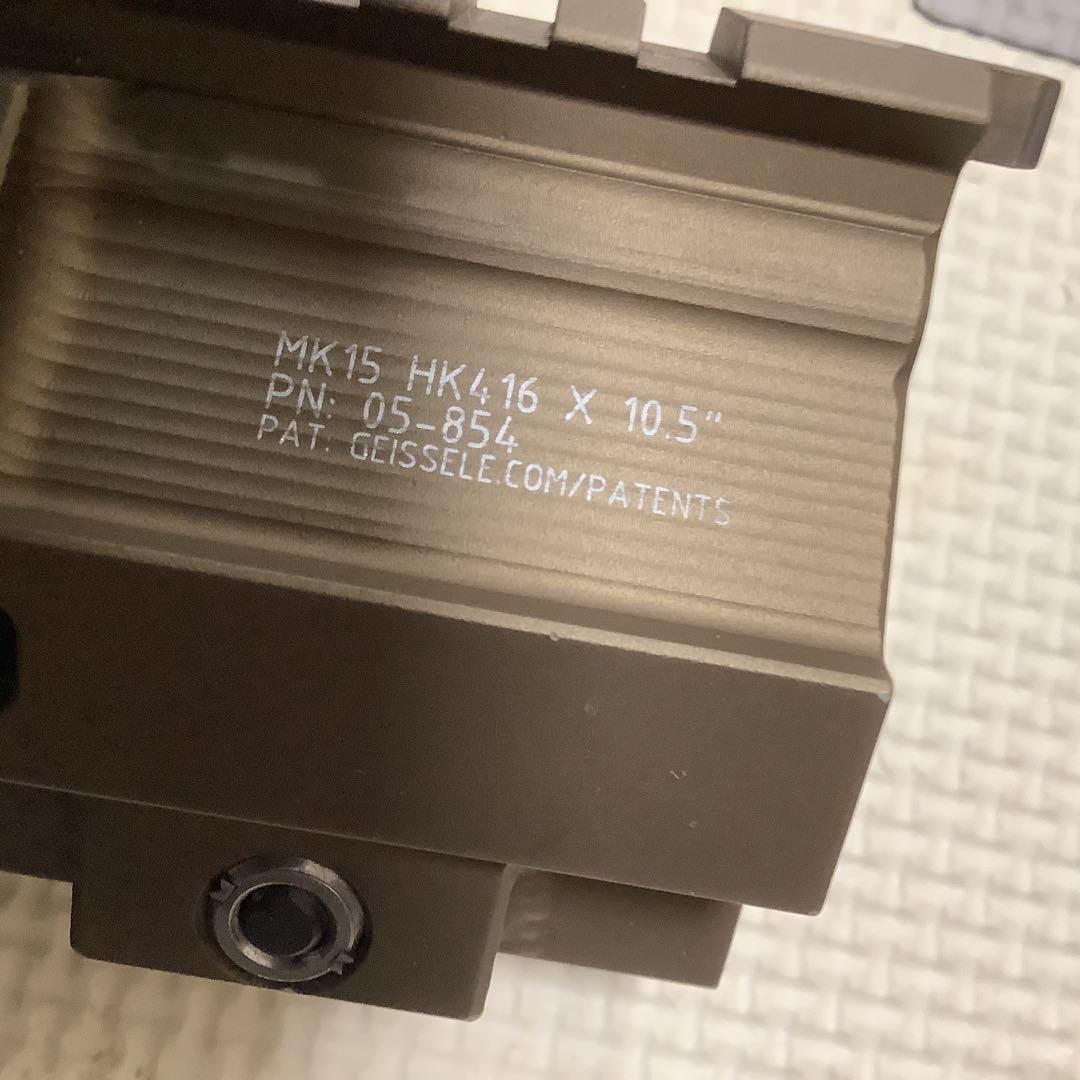 MK15 HK416 X 10.5"
PN: 05-854
PAT: GEISSELE.COM/PATENTS